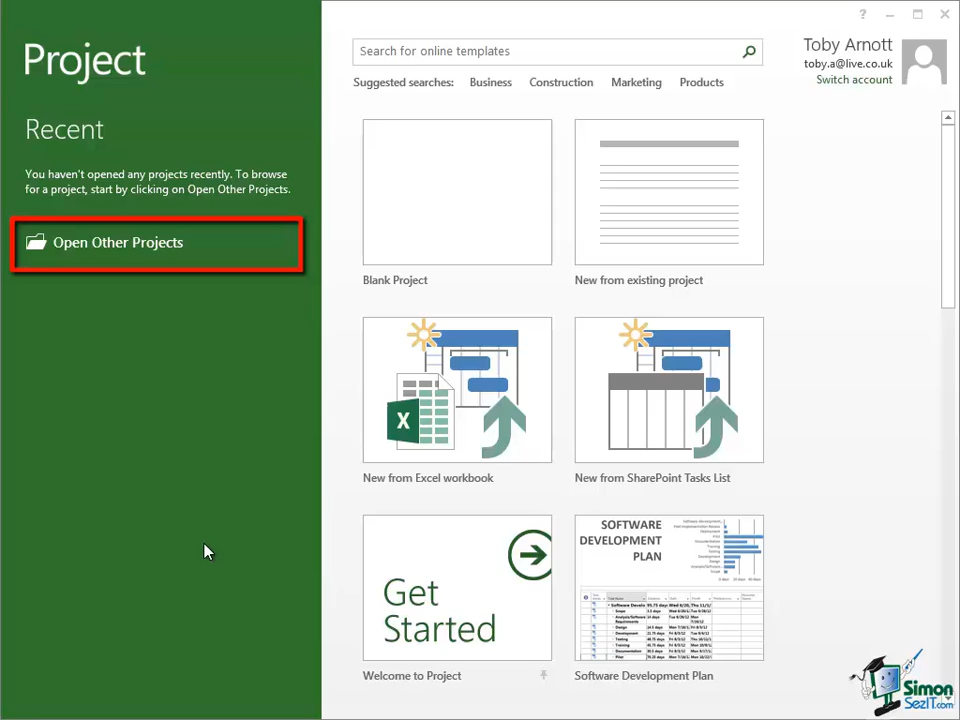 ?
Project
Search for online templates
Toby Arnott
toby.a@live.co.uk
Switch account
Suggested searches: Business Construction Marketing Products
Recent
You haven't opened any projects recently. To browse
for a project, start by clicking on Open Other Projects.
Open Other Projects
Blank Project
New from existing project
X
New from Excel workbook
New from SharePoint Tasks List
Get
Started
SOFTWARE
DEVELOPMENT
PLAN
Welcome to Project
Software Development Plan
Simon
SezIT.com